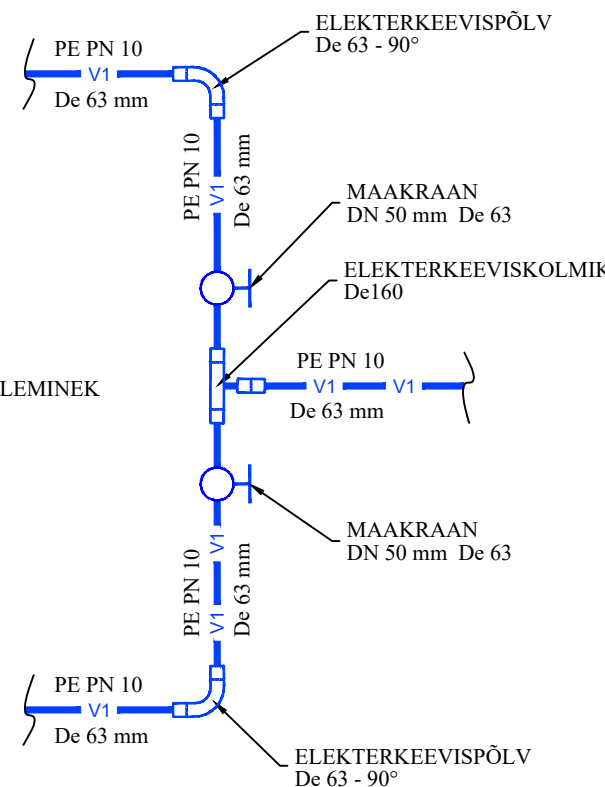 ELEKTERKEEVISPÕLV
De 63 - 90°
PE PN 10
V1
De 63 mm
PE PN 10
V1
De 63 mm
MAAKRAAN
DN 50 mm De 63
ELEKTERKEEVISKOLMIK
De160
PE PN 10
V1 V1
De 63 mm
LEMINEK
MAAKRAAN
DN 50 mm De 63
PE PN 10
V1
V1
De 63 mm
PE PN 10
V1
De 63 mm
ELEKTERKEEVISPÕLV
De 63 - 90°